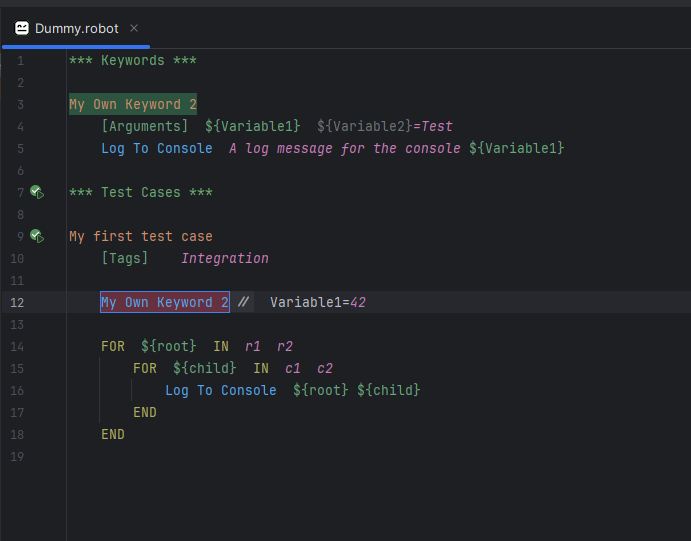 Dummy.robot ×
1 *** Keywords ***
2
3 My Own Keyword 2
4 [Arguments]  ${Variable1}  ${Variable2}=Test
5 Log To Console  A log message for the console ${Variable1}
6
7 *** Test Cases ***
8
9 My first test case
10 [Tags]    Integration
11
12 My Own Keyword 2 //  Variable1=42
13
14 FOR  ${root}  IN  r1  r2
15 FOR  ${child}  IN  c1  c2
16 Log To Console  ${root} ${child}
17 END
18 END
19